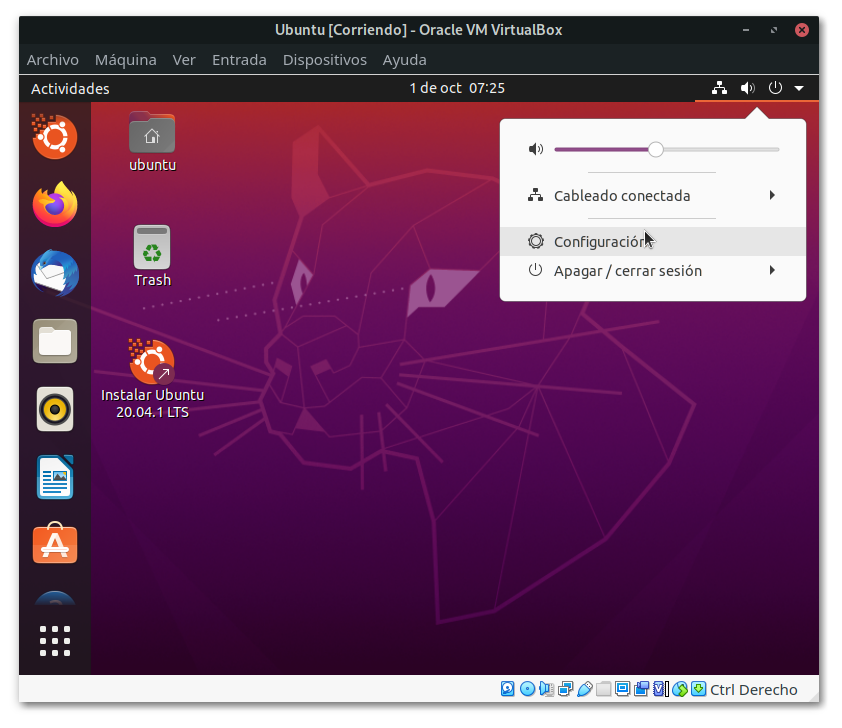 Ubuntu [Corriendo] - Oracle VM VirtualBox
Archivo Máquina Ver Entrada Dispositivos Ayuda
Actividades 1 de oct 07:25
ubuntu
Trash
Instalar Ubuntu
20.04.1 LTS
Cableado conectada
Configuración
Apagar / cerrar sesión
Ctrl Derecho